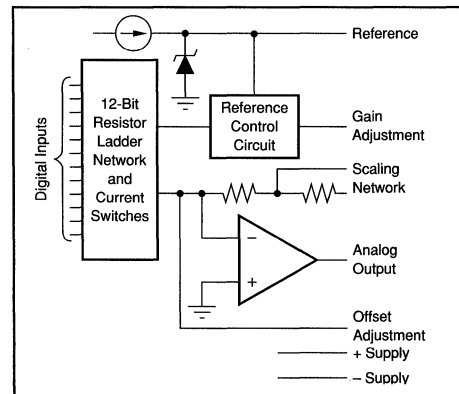 Reference
Digital Inputs
12-Bit
Resistor
Ladder
Network
and
Current
Switches
Reference
Control
Circuit
Gain
Adjustment
Scaling
Network
−
+
Analog
Output
Offset
Adjustment
+ Supply
− Supply